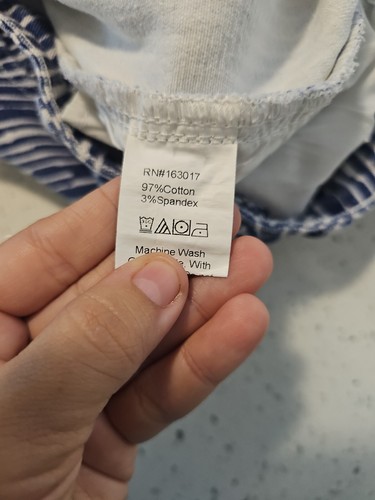 RN#163017
97%Cotton
3%Spandex
Machine Wash
With